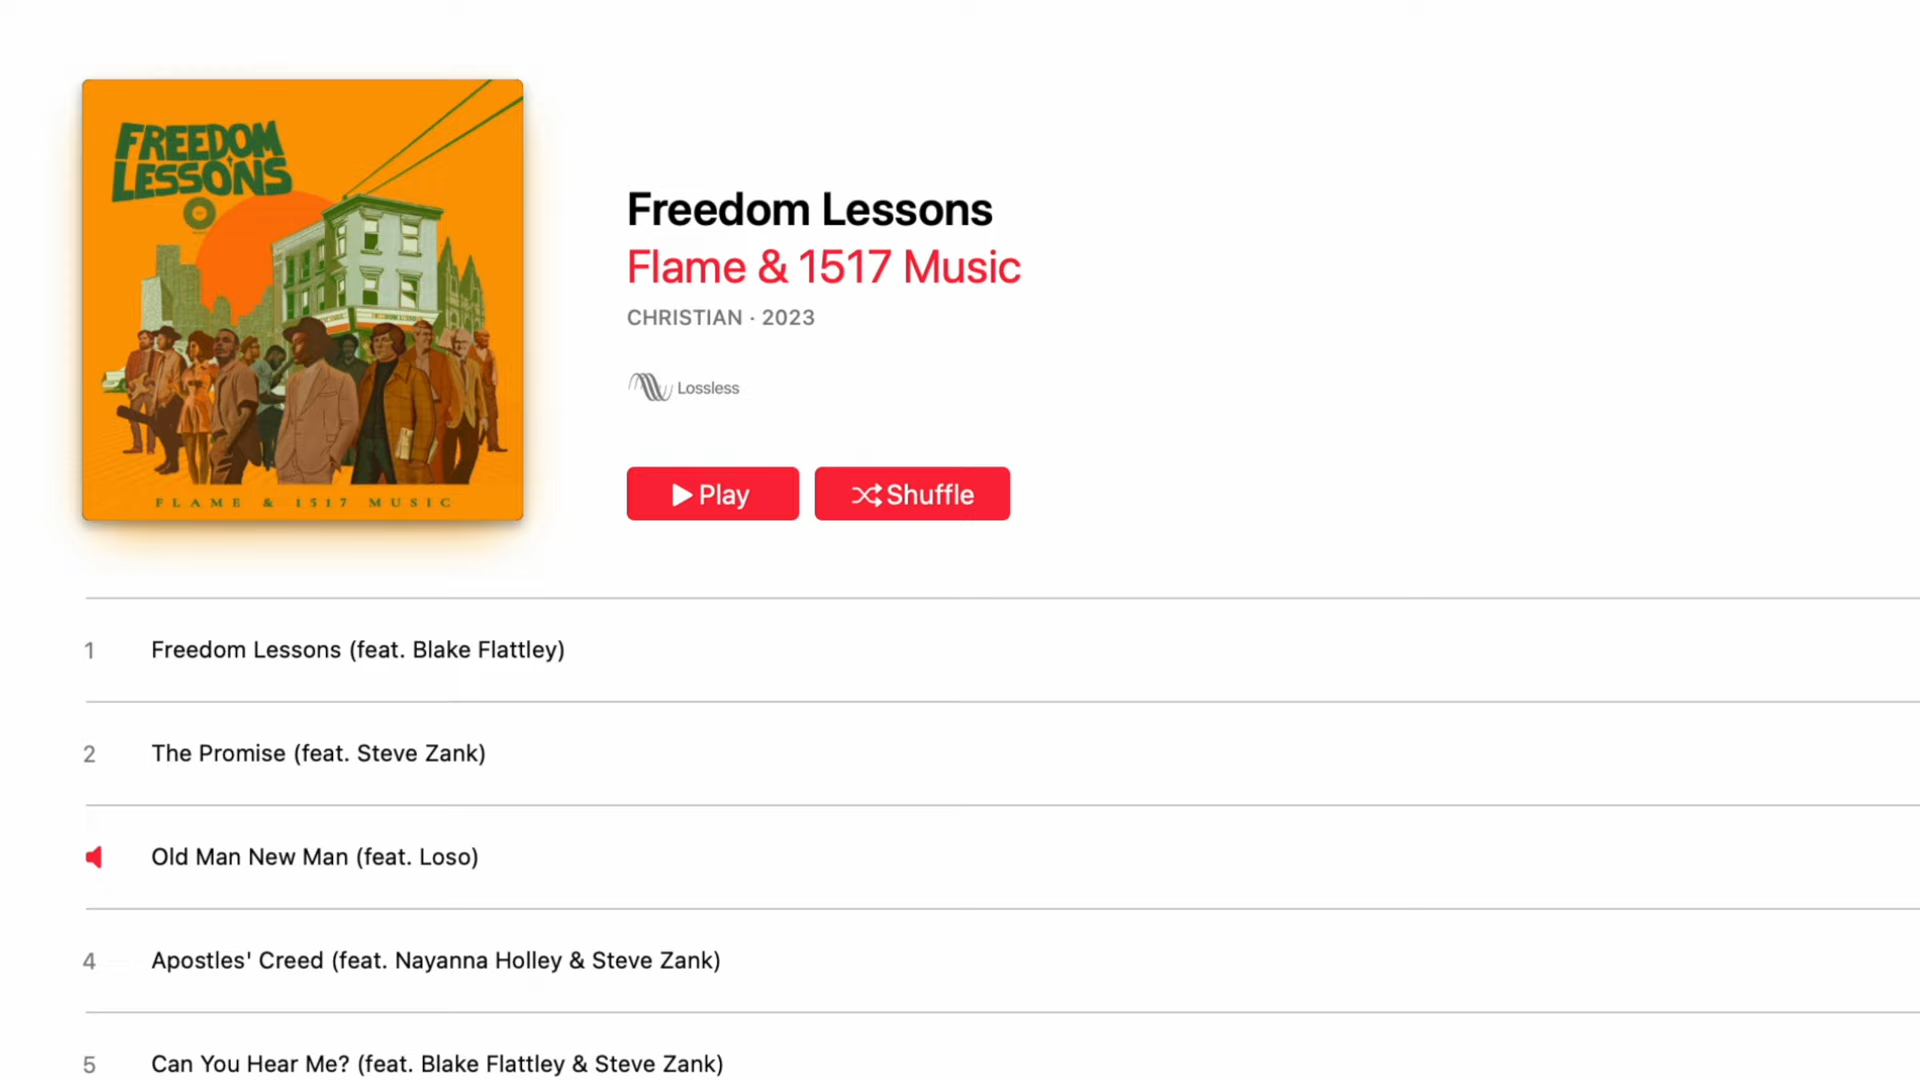 FREEDOM
LESSONS
FLAME & 1517 MUSIC
Freedom Lessons
Flame & 1517 Music
CHRISTIAN · 2023
Lossless
Play
Shuffle
1 Freedom Lessons (feat. Blake Flattley)
2 The Promise (feat. Steve Zank)
Old Man New Man (feat. Loso)
4 Apostles' Creed (feat. Nayanna Holley & Steve Zank)
5 Can You Hear Me? (feat. Blake Flattley & Steve Zank)